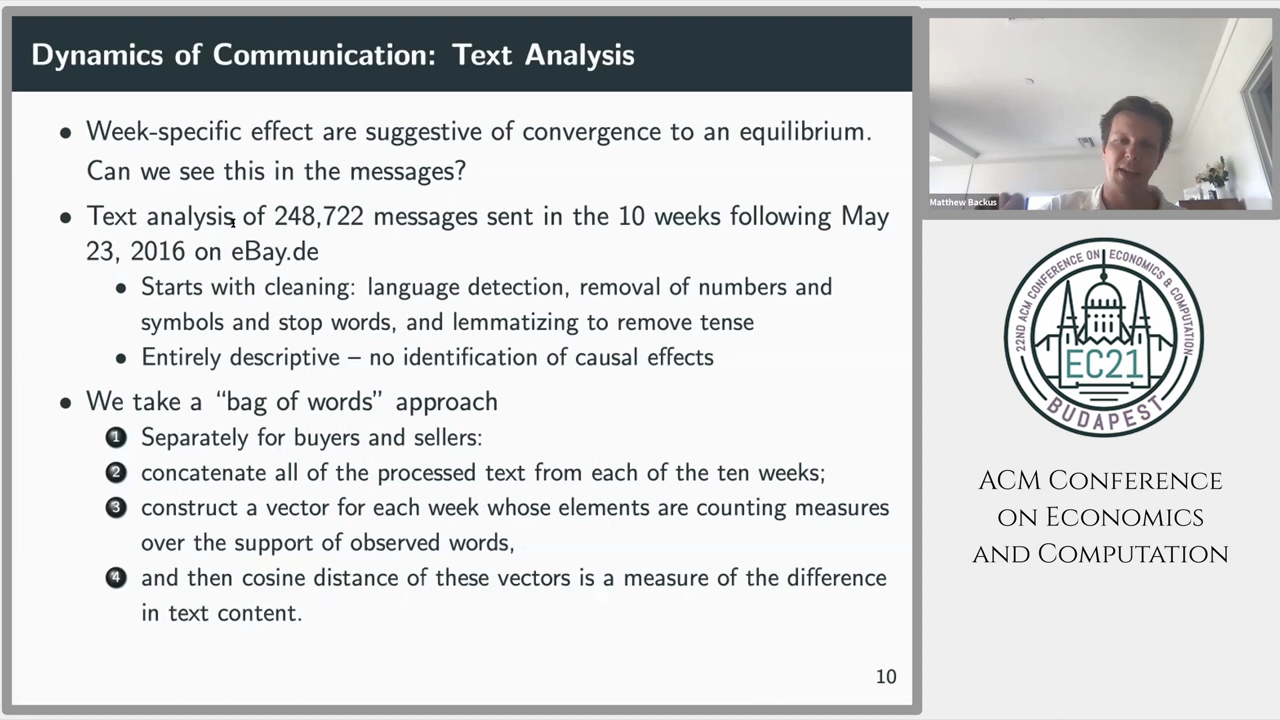 Dynamics of Communication: Text Analysis
• Week-specific effect are suggestive of convergence to an equilibrium.
Can we see this in the messages?
• Text analysis of 248,722 messages sent in the 10 weeks following May
23, 2016 on eBay.de
• Starts with cleaning: language detection, removal of numbers and
symbols and stop words, and lemmatizing to remove tense
• Entirely descriptive – no identification of causal effects
• We take a “bag of words” approach
1 Separately for buyers and sellers:
2 concatenate all of the processed text from each of the ten weeks;
3 construct a vector for each week whose elements are counting measures
over the support of observed words,
4 and then cosine distance of these vectors is a measure of the difference
in text content.
10
Matthew Backus
22ND ACM CONFERENCE ON ECONOMICS & COMPUTATION
EC21
BUDAPEST
ACM Conference
on Economics
and Computation